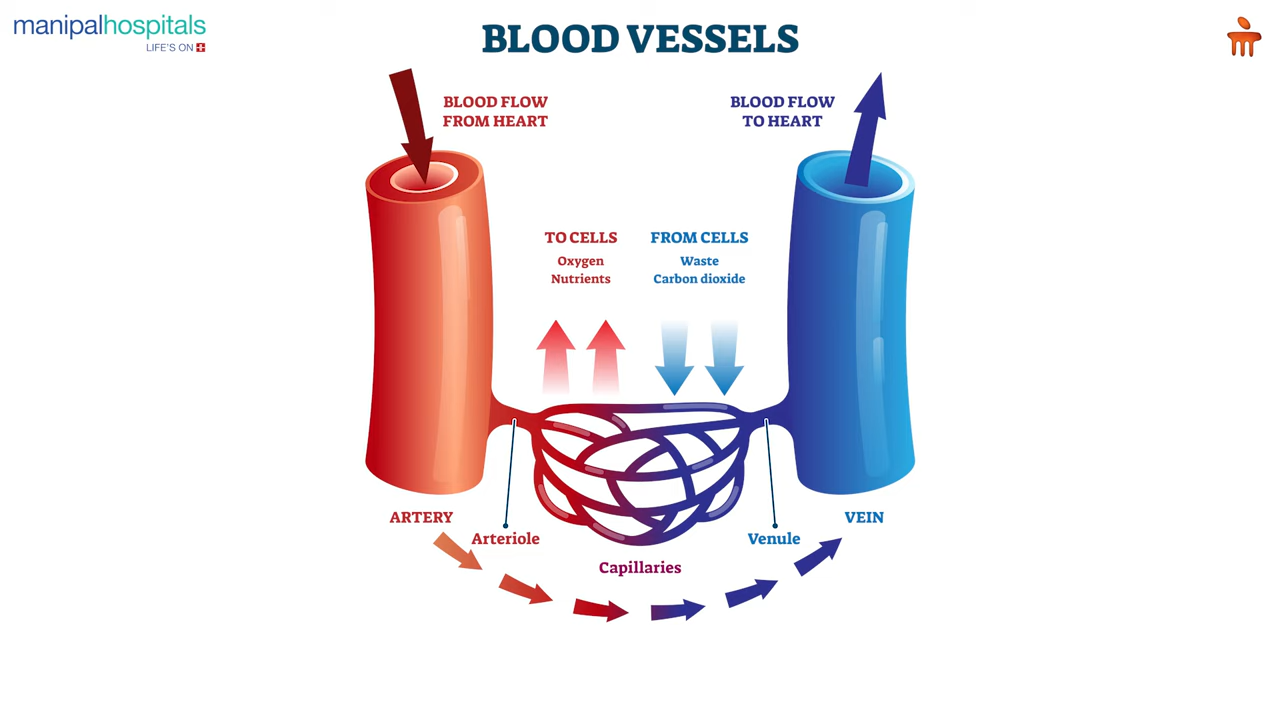 manipalhospitals
LIFE'S ON
BLOOD VESSELS
BLOOD FLOW
FROM HEART
BLOOD FLOW
TO HEART
TO CELLS
Oxygen
Nutrients
FROM CELLS
Waste
Carbon dioxide
ARTERY
VEIN
Arteriole
Venule
Capillaries